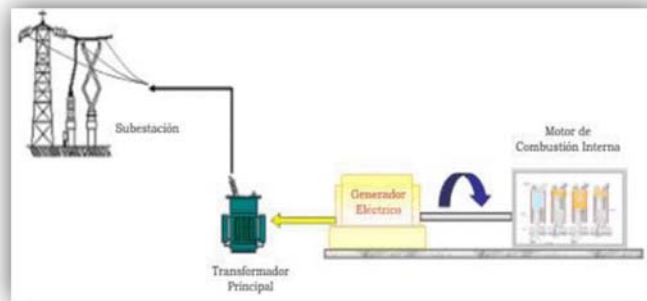 Subestación
Motor de
Combustión Interna
Generador
Eléctrico
Transformador
Principal